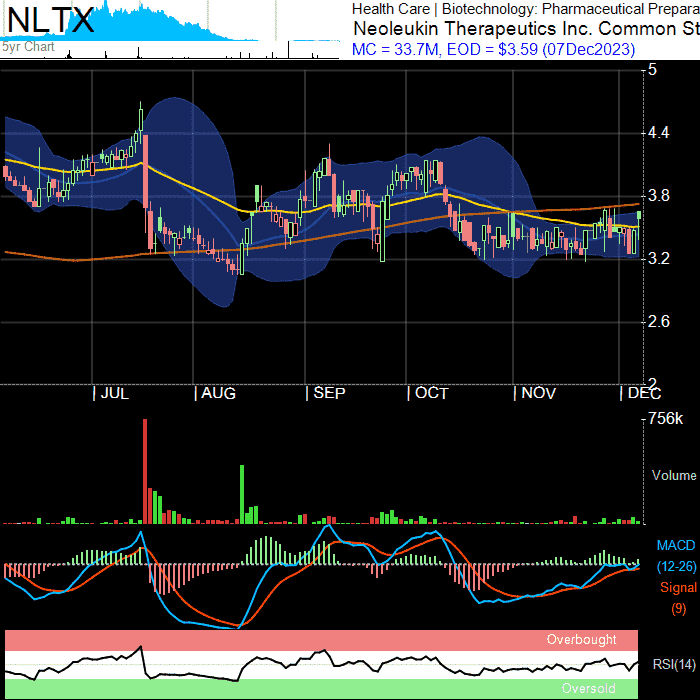 NLTX
5yr Chart
Health Care | Biotechnology: Pharmaceutical Prepara
Neoleukin Therapeutics Inc. Common St
MC = 33.7M, EOD = $3.59 (07Dec2023)
5
4.4
3.8
3.2
2.6
2
| JUL | AUG | SEP | OCT | NOV | DEC
756k
Volume
MACD
(12-26)
Signal
(9)
Overbought
RSI(14)
Oversold